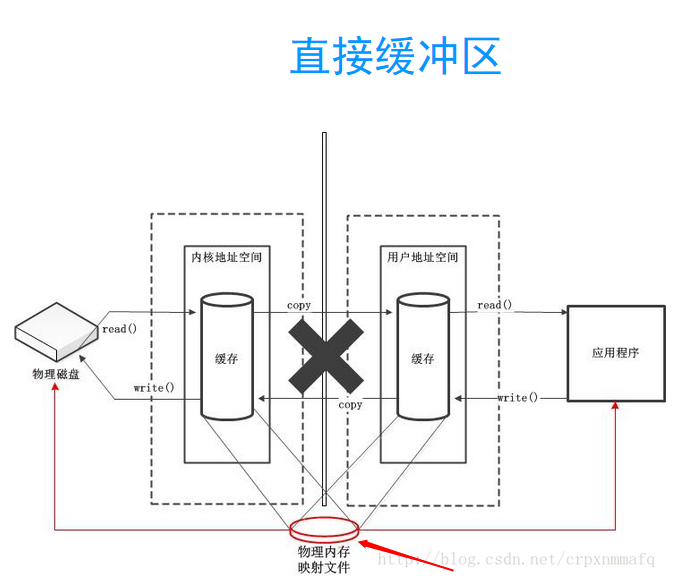 直接缓冲区
内核地址空间
用户地址空间
copy
read()
read()
缓存
缓存
应用程序
物理磁盘
write()
copy
write()
物理内存
映射文件
http://blog.csdn.net/crpxnmmafq